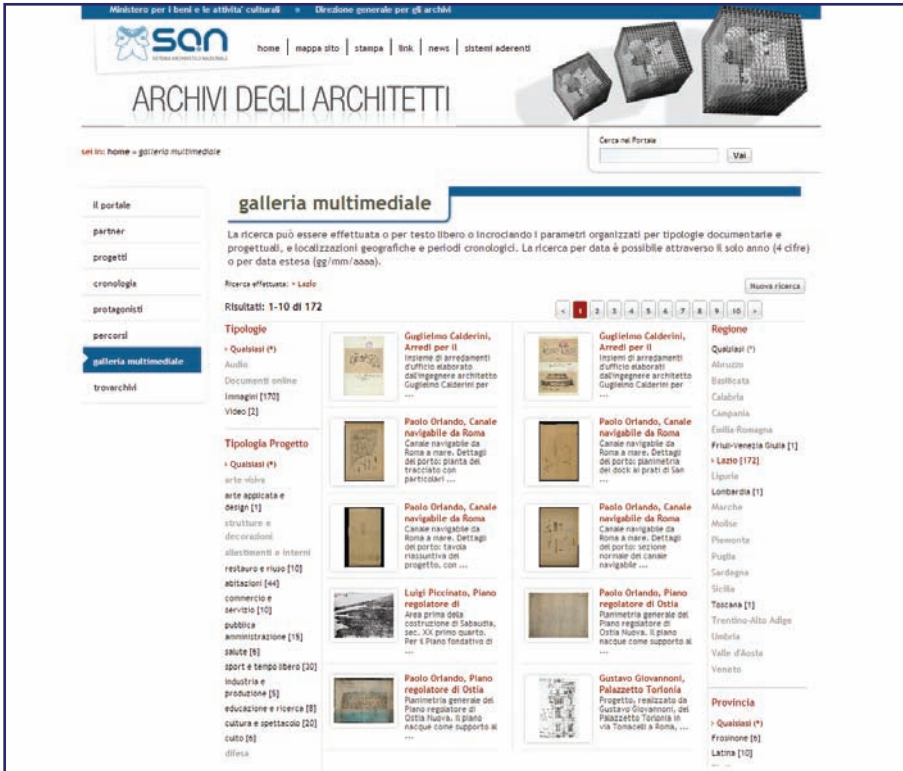 Ministero per i beni e le attivita' culturali » Direzione generale per gli archivi
SAN
SISTEMA ARCHIVISTICO NAZIONALE
home | mappa sito | stampa | link | news | sistemi aderenti
ARCHIVI DEGLI ARCHITETTI
sei in: home » galleria multimediale
Cerca nel Portale
Vai
il portale
partner
progetti
cronologia
protagonisti
percorsi
galleria multimediale
trovarchivi
galleria multimediale
La ricerca può essere effettuata o per testo libero o incrociando i parametri organizzati per tipologie documentarie e
progettuali, e localizzazioni geografiche e periodi cronologici. La ricerca per data è possibile attraverso il solo anno (4 cifre)
o per data estesa (gg/mm/aaaa).
Ricerca effettuata: › Lazio
Nuova ricerca
Risultati: 1-10 di 172
< 1 2 3 4 5 6 7 8 9 10 >
Tipologie
› Qualsiasi (*)
Audio
Documenti online
Immagini [170]
Video [2]
Tipologia Progetto
› Qualsiasi (*)
arte visiva
arte applicata e
design [1]
strutture e
decorazioni
allestimenti e interni
restauro e riuso [10]
abitazioni [44]
commercio e
servizio [10]
pubblica
amministrazione [15]
salute [6]
sport e tempo libero [30]
industria e
produzione [5]
educazione e ricerca [8]
cultura e spettacolo [20]
culto [6]
difesa
Guglielmo Calderini,
Arredi per il
Insieme di arredamenti
d'ufficio elaborato
dall'ingegnere architetto
Guglielmo Calderini per
...
Paolo Orlando, Canale
navigabile da Roma
Canale navigabile da
Roma a mare. Dettagli
del porto: pianta del
tracciato con
particolari ...
Paolo Orlando, Canale
navigabile da Roma
Canale navigabile da
Roma a mare. Dettagli
del porto: tavola
riassuntiva del
progetto, con ...
Luigi Piccinato, Piano
regolatore di
Area prima della
costruzione di Sabaudia,
sec. XX primo quarto.
Per il Piano fondativo di
...
Paolo Orlando, Piano
regolatore di Ostia
Planimetria generale del
Piano regolatore di
Ostia Nuova. Il piano
nacque come supporto al
...
Guglielmo Calderini,
Arredi per il
Insiemi di arredamenti
d'ufficio elaborato
dall'ingegnere architetto
Guglielmo Calderini per
...
Paolo Orlando, Canale
navigabile da Roma
Canale navigabile da
Roma a mare. Dettagli
del porto: planimetria
dei dock ai prati di San
...
Paolo Orlando, Canale
navigabile da Roma
Canale navigabile da
Roma a mare. Dettagli
del porto: sezione
normale del canale
navigabile ...
Paolo Orlando, Piano
regolatore di Ostia
Planimetria generale del
Piano regolatore di
Ostia Nuova. Il piano
nacque come supporto al
...
Gustavo Giovannoni,
Palazzetto Torlonia
Progetto, realizzato da
Gustavo Giovannoni, del
Palazzetto Torlonia in
via Tomacelli a Roma, ...
Regione
Qualsiasi (*)
Abruzzo
Basilicata
Calabria
Campania
Emilia-Romagna
Friuli-Venezia Giulia [1]
› Lazio [172]
Liguria
Lombardia [1]
Marche
Molise
Piemonte
Puglia
Sardegna
Sicilia
Toscana [1]
Trentino-Alto Adige
Umbria
Valle d'Aosta
Veneto
Provincia
› Qualsiasi (*)
Frosinone [6]
Latina [10]